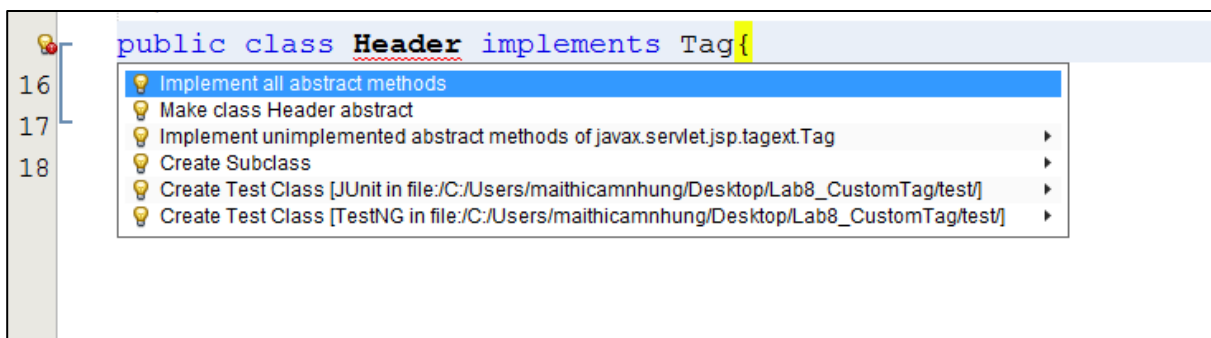 public class Header implements Tag{
16
Implement all abstract methods
Make class Header abstract
17
Implement unimplemented abstract methods of javax.servlet.jsp.tagext.Tag
18
Create Subclass
Create Test Class [JUnit in file:/C:/Users/maithicamnhung/Desktop/Lab8_CustomTag/test/]
Create Test Class [TestNG in file:/C:/Users/maithicamnhung/Desktop/Lab8_CustomTag/test/]